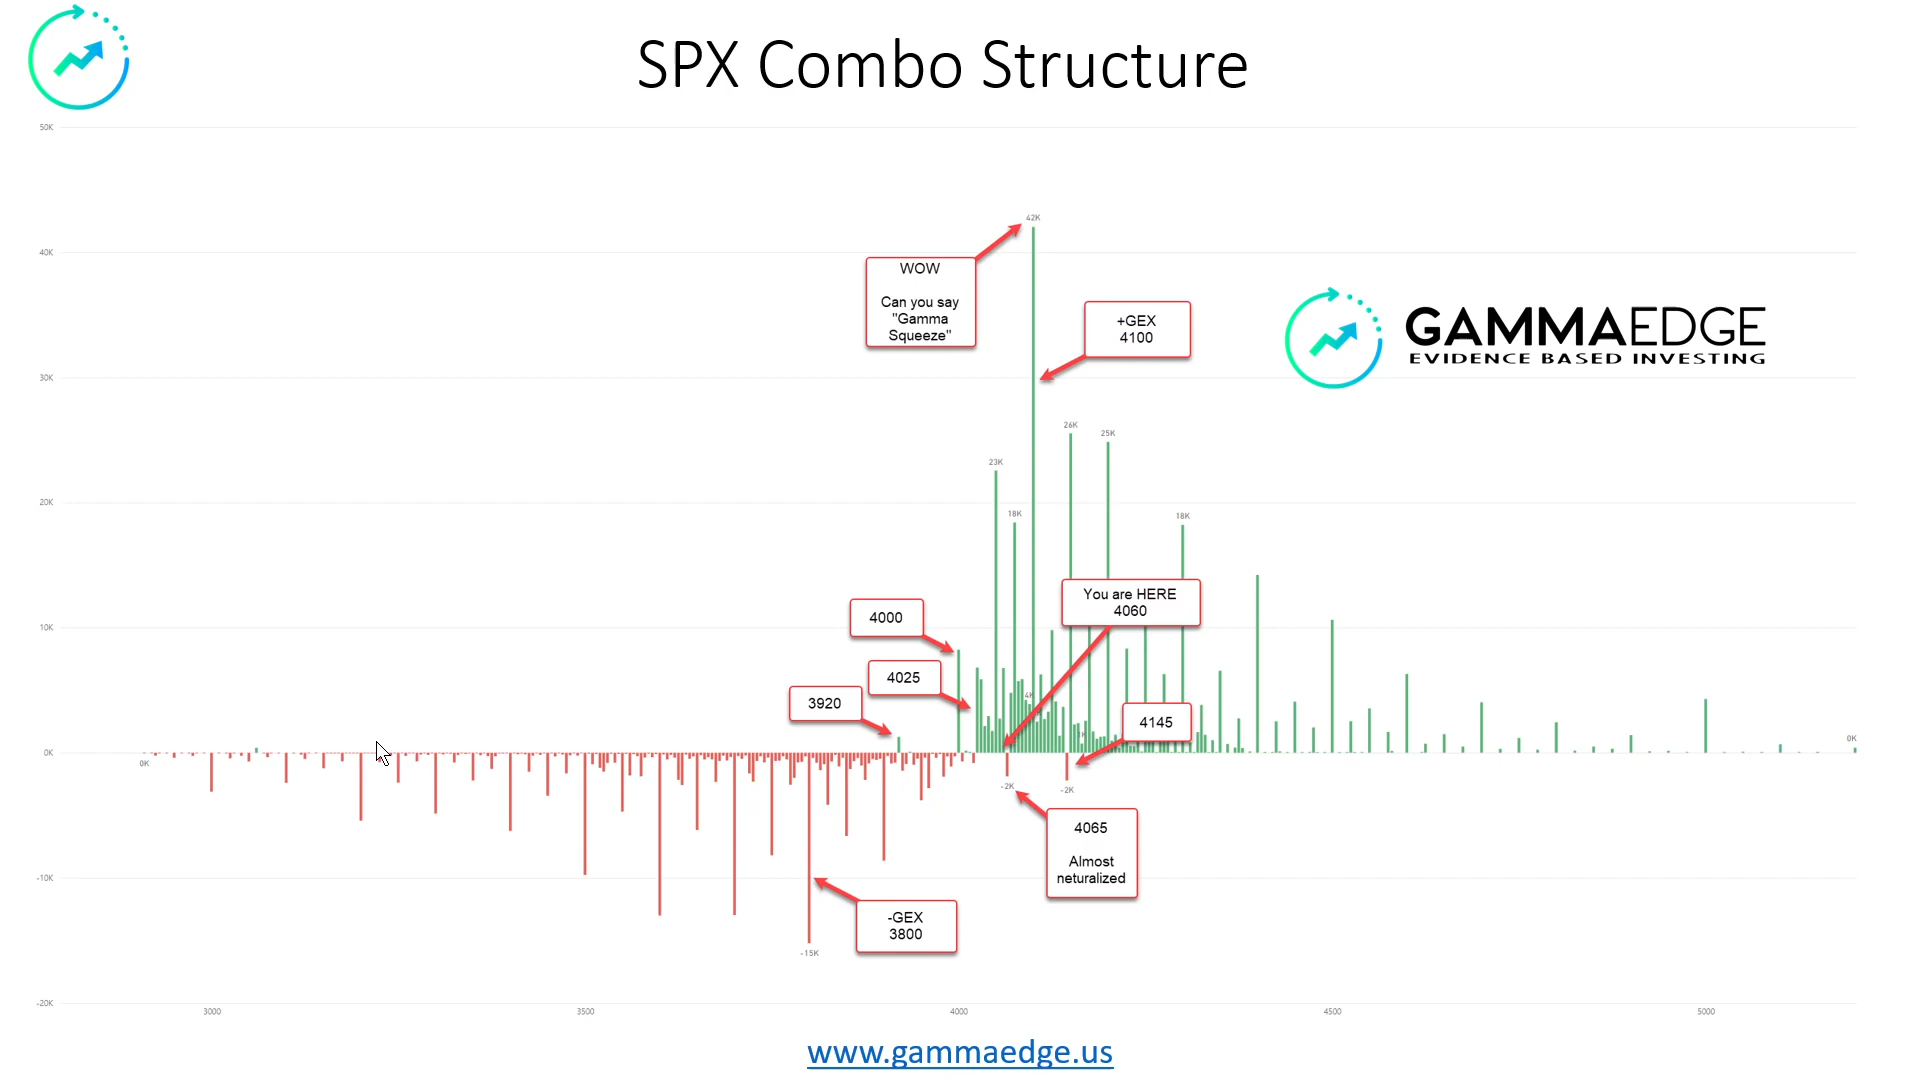 SPX Combo Structure
50K
42K
40K
WOW
Can you say
"Gamma
Squeeze"
+GEX
4100
GAMMAEDGE
EVIDENCE BASED INVESTING
30K
26K
25K
23K
20K
18K
18K
You are HERE
4060
4000
10K
4025
4K
3920
4145
1K
0K
0K
0K
-2K
-2K
4065
Almost
neturalized
-10K
-GEX
3800
-15K
-20K
3000
3500
4000
4500
5000
www.gammaedge.us